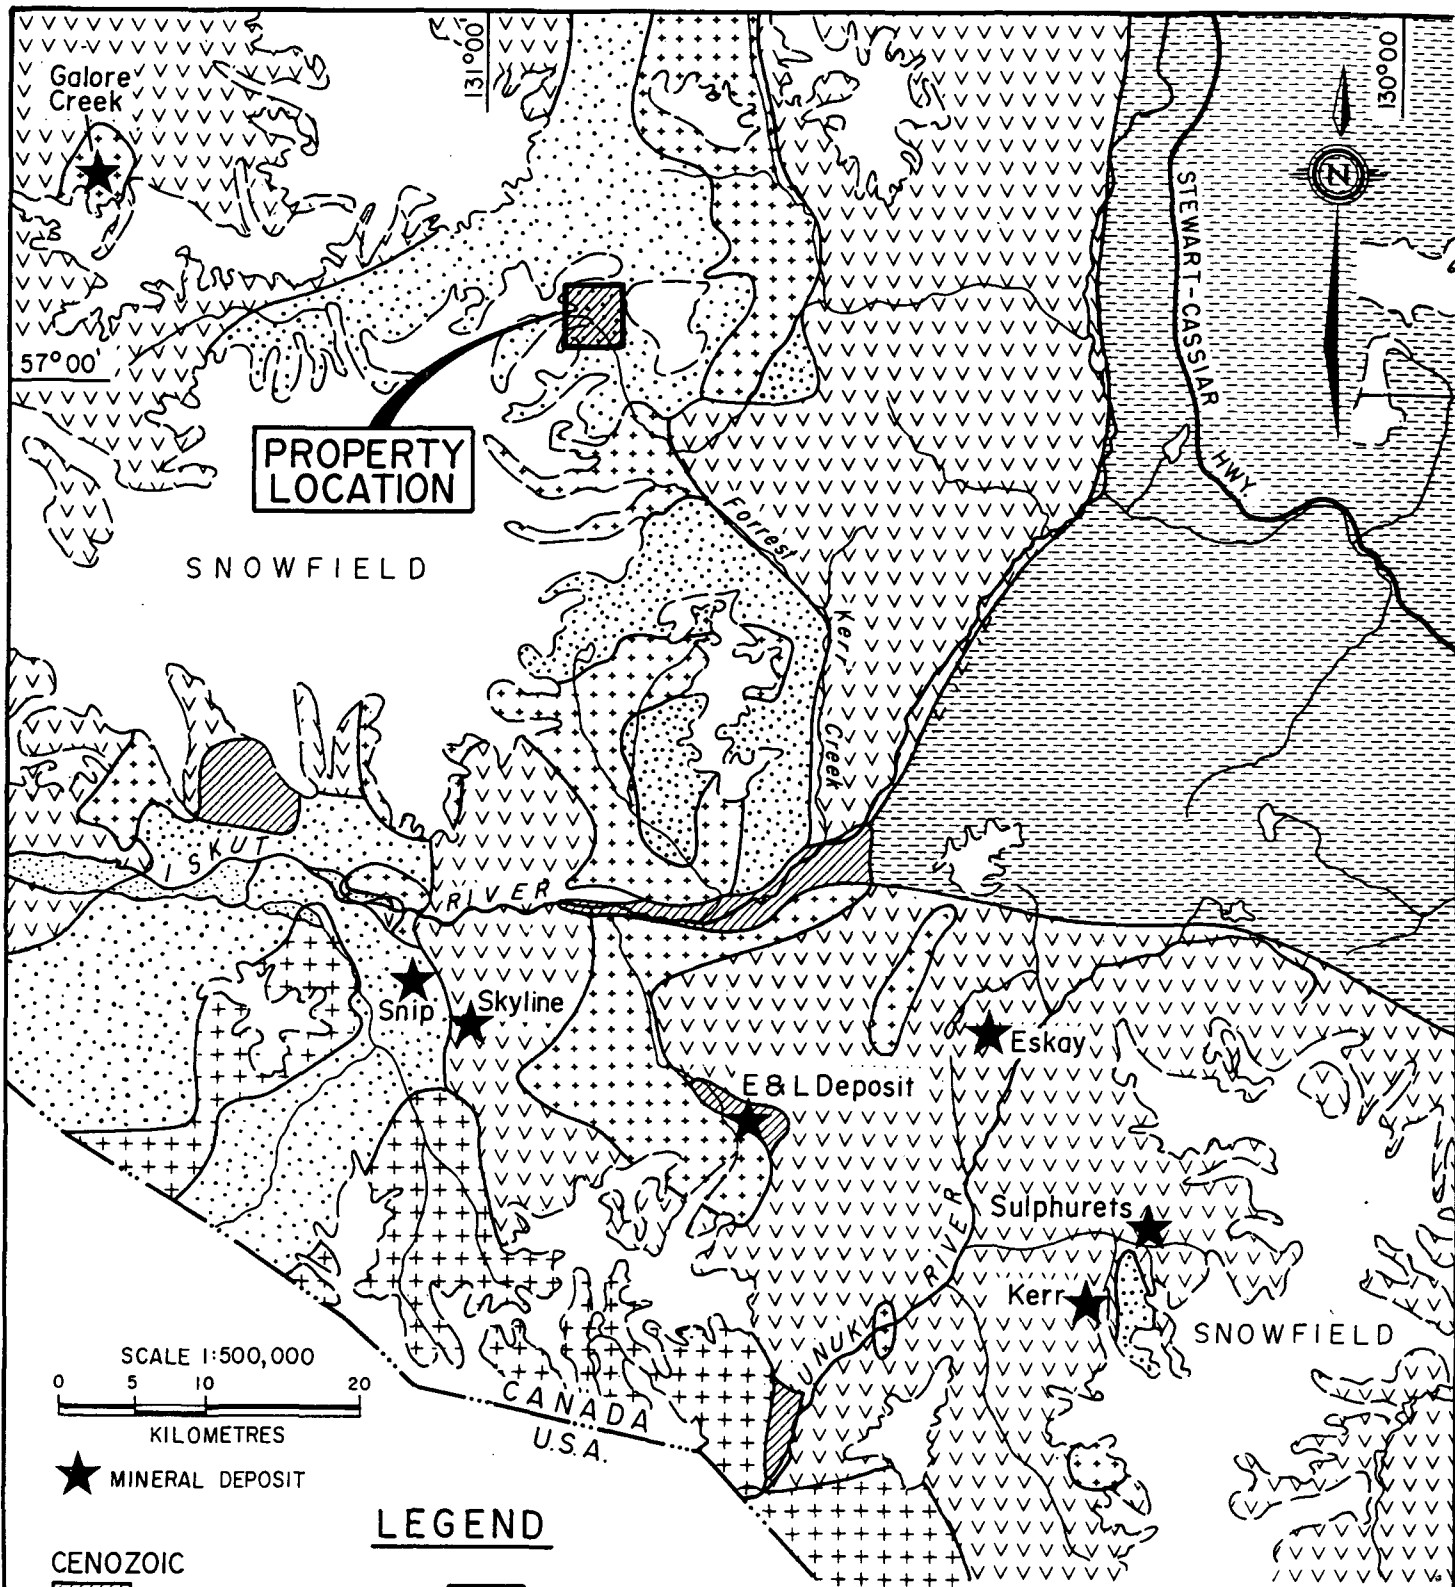 Galore
Creek
131°00'
130°00'
N
STEWART-CASSIAR
HWY.
57°00'
PROPERTY
LOCATION
SNOWFIELD
Forrest
Kerr
Creek
ISKUT
RIVER
Snip
Skyline
Eskay
E & L Deposit
Sulphurets
Kerr
SNOWFIELD
UNUK
RIVER
SCALE 1:500,000
0 5 10 20
KILOMETRES
CANADA
U.S.A.
MINERAL DEPOSIT
LEGEND
CENOZOIC